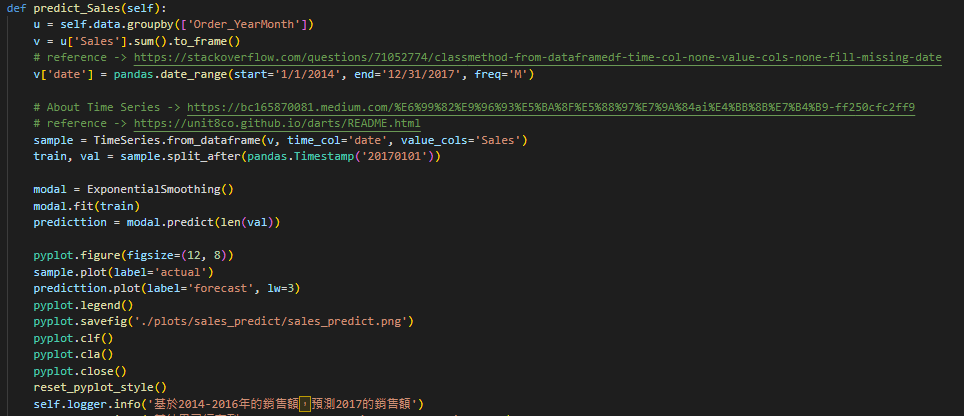 def predict_Sales(self):
u = self.data.groupby(['Order_YearMonth'])
v = u['Sales'].sum().to_frame()
# reference -> https://stackoverflow.com/questions/71052774/classmethod-from-dataframedf-time-col-none-value-cols-none-fill-missing-date
v['date'] = pandas.date_range(start='1/1/2014', end='12/31/2017', freq='M')
# About Time Series -> https://bc165870081.medium.com/%E6%99%82%E9%96%93%E5%BA%8F%E5%88%97%E7%9A%84ai%E4%BB%8B%E7%B4%B9-ff250cfc2ff9
# reference -> https://unit8co.github.io/darts/README.html
sample = TimeSeries.from_dataframe(v, time_col='date', value_cols='Sales')
train, val = sample.split_after(pandas.Timestamp('20170101'))
modal = ExponentialSmoothing()
modal.fit(train)
predicttion = modal.predict(len(val))
pyplot.figure(figsize=(12, 8))
sample.plot(label='actual')
predicttion.plot(label='forecast', lw=3)
pyplot.legend()
pyplot.savefig('./plots/sales_predict/sales_predict.png')
pyplot.clf()
pyplot.cla()
pyplot.close()
reset_pyplot_style()
self.logger.info('基於2014-2016年的銷售額，預測2017的銷售額')